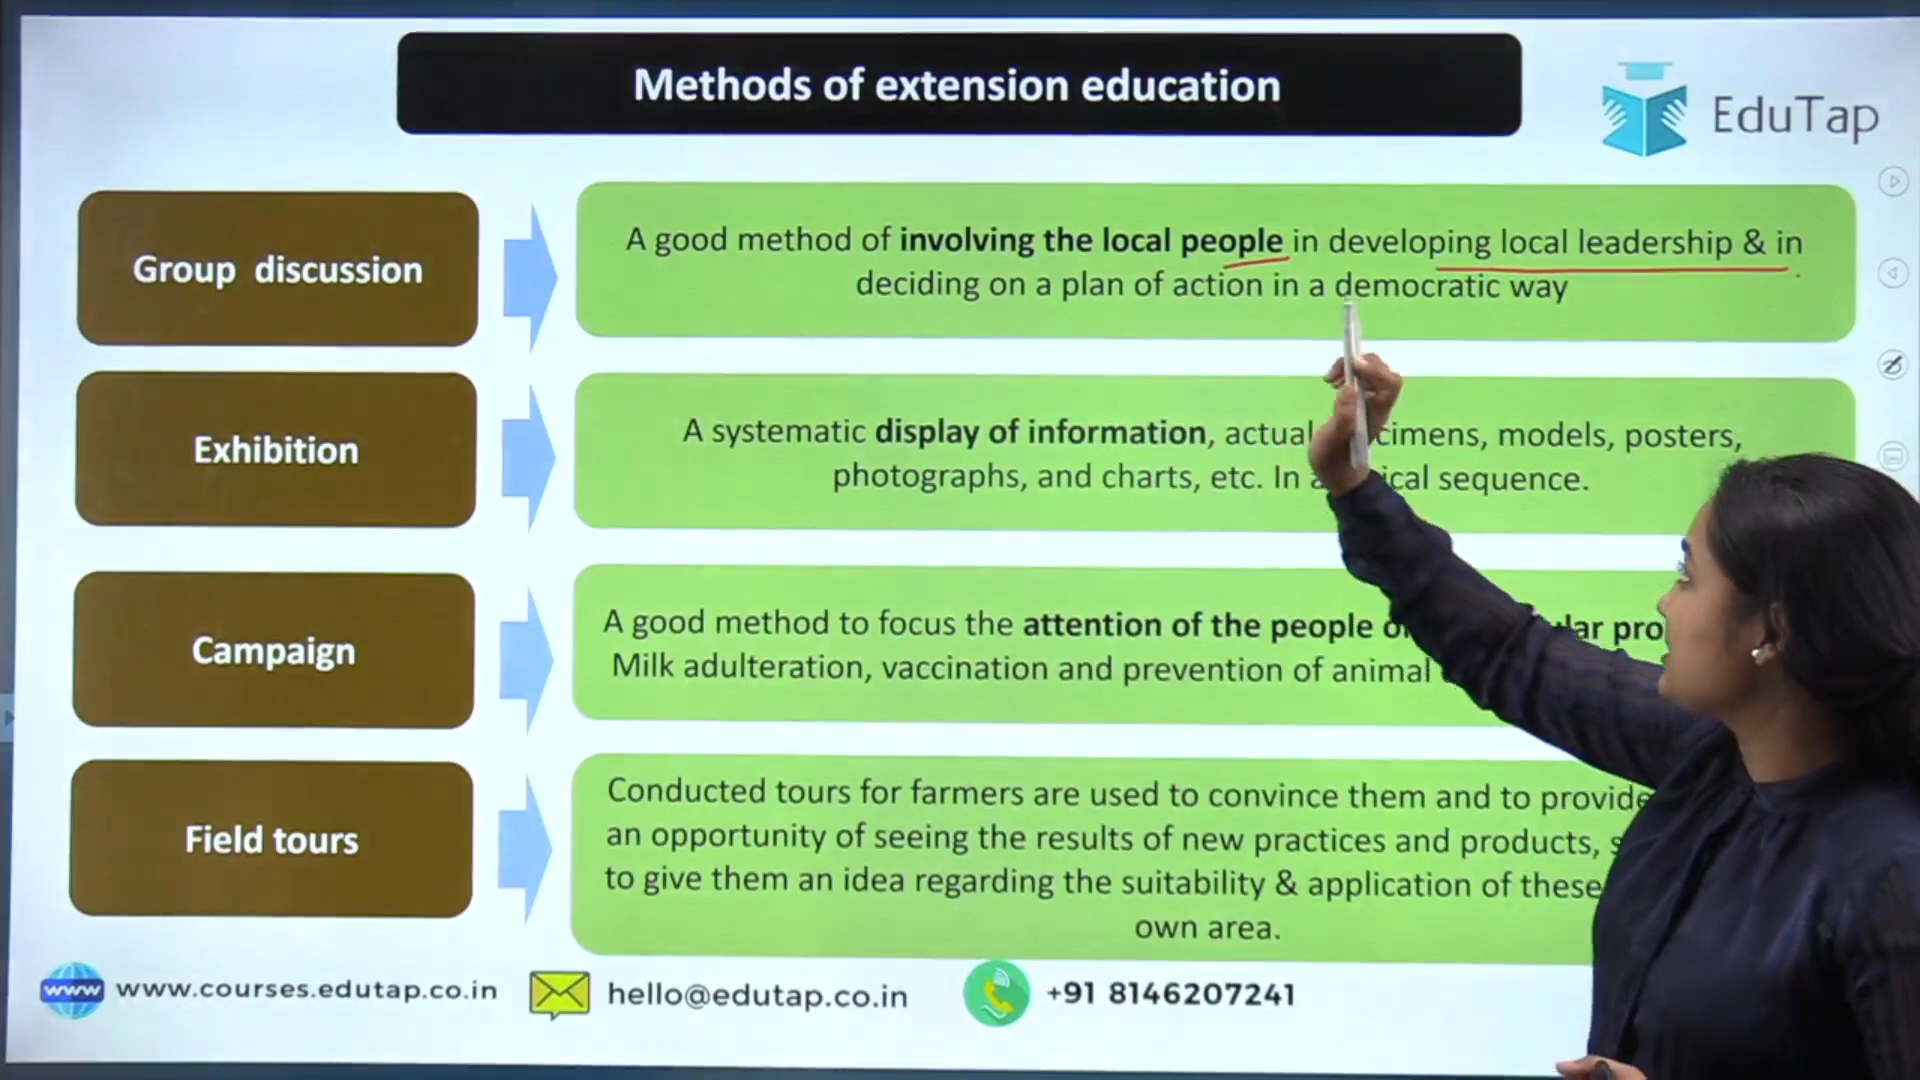 Methods of extension education
EduTap
Group discussion
A good method of involving the local people in developing local leadership & in
deciding on a plan of action in a democratic way
Exhibition
A systematic display of information, actual cimens, models, posters,
photographs, and charts, etc. In a ical sequence.
Campaign
A good method to focus the attention of the people
Milk adulteration, vaccination and prevention of animal
Field tours
Conducted tours for farmers are used to convince them and to provide
an opportunity of seeing the results of new practices and products,
to give them an idea regarding the suitability & application of these
own area.
www www.courses.edutap.co.in
hello@edutap.co.in
+91 8146207241